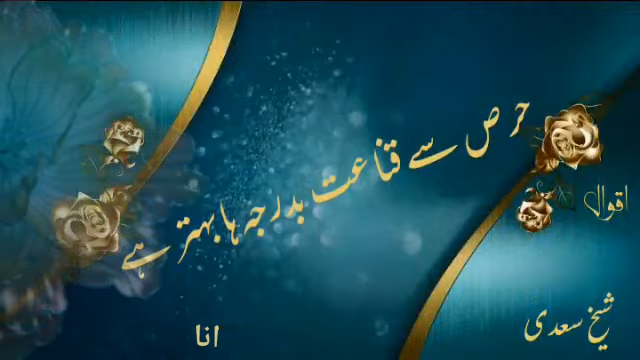 حرص سے قناعت بدرجہا بہتر ہے
اقوال
شیخ سعدی
انا